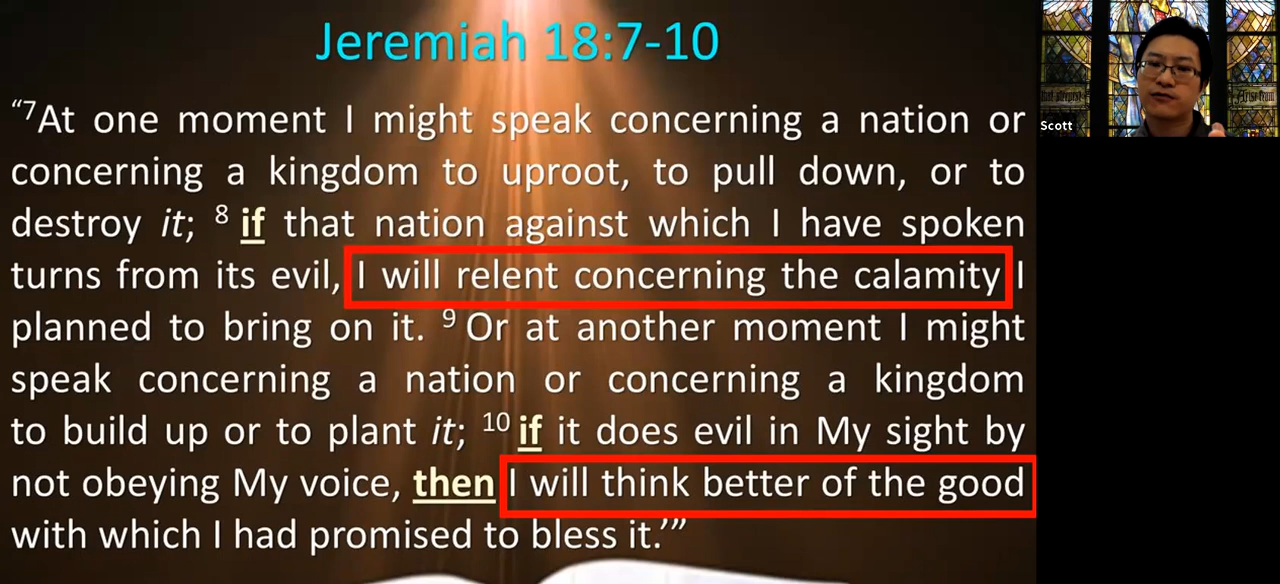 Jeremiah 18:7-10
“7At one moment I might speak concerning a nation or
concerning a kingdom to uproot, to pull down, or to
destroy it; 8 if that nation against which I have spoken
turns from its evil, I will relent concerning the calamity I
planned to bring on it. 9 Or at another moment I might
speak concerning a nation or concerning a kingdom
to build up or to plant it; 10 if it does evil in My sight by
not obeying My voice, then I will think better of the good
with which I had promised to bless it.’”
Scott